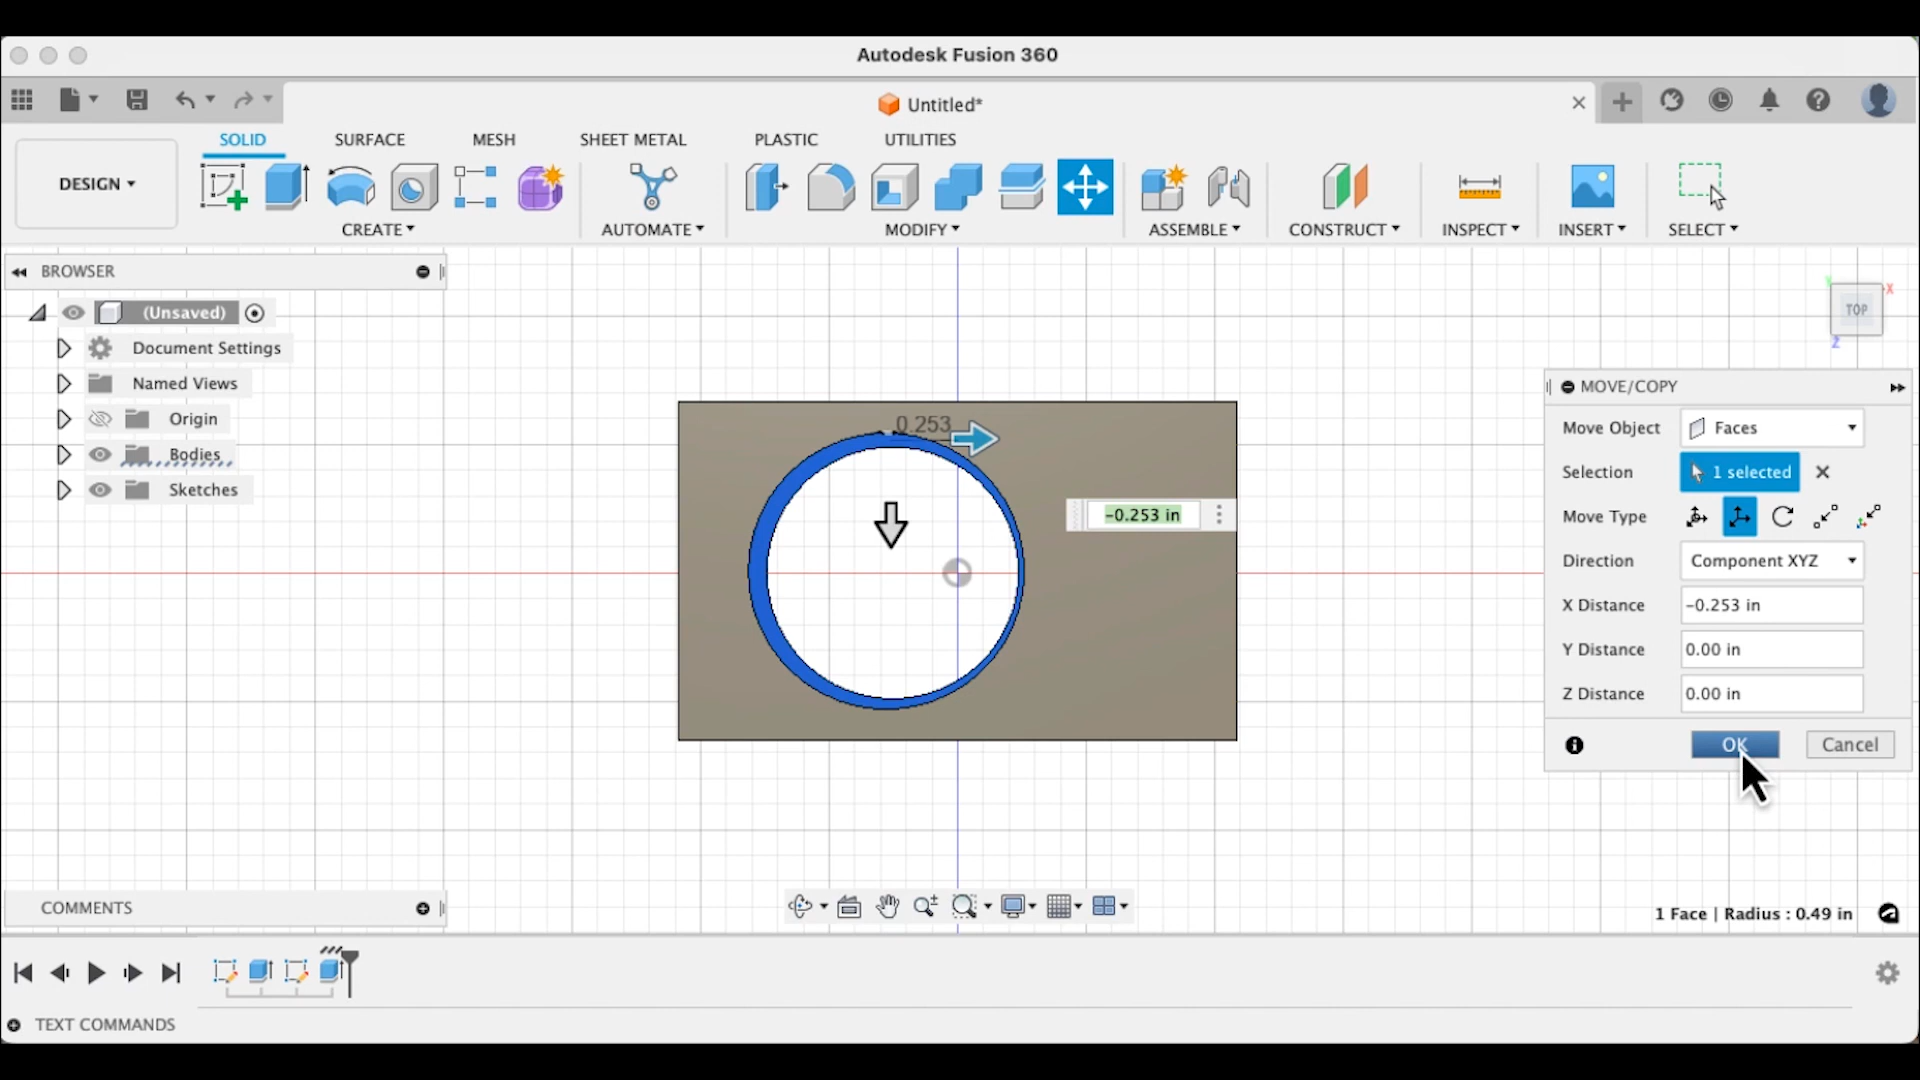 Autodesk Fusion 360
Untitled*
SOLID SURFACE MESH SHEET METAL PLASTIC UTILITIES
DESIGN
CREATE AUTOMATE MODIFY ASSEMBLE CONSTRUCT INSPECT INSERT SELECT
BROWSER
(Unsaved)
Document Settings
Named Views
Origin
Bodies
Sketches
Y
X
TOP
Z
0.253
-0.253 in
MOVE/COPY
Move Object Faces
Selection 1 selected
Move Type
Direction Component XYZ
X Distance -0.253 in
Y Distance 0.00 in
Z Distance 0.00 in
OK Cancel
COMMENTS
1 Face | Radius : 0.49 in
TEXT COMMANDS